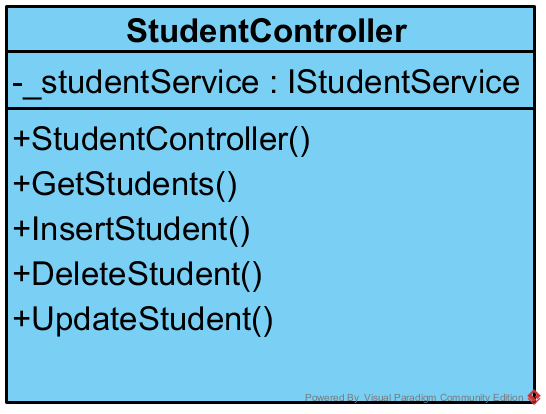 StudentController
-_studentService : IStudentService
+StudentController()
+GetStudents()
+InsertStudent()
+DeleteStudent()
+UpdateStudent()
Powered By Visual Paradigm Community Edition